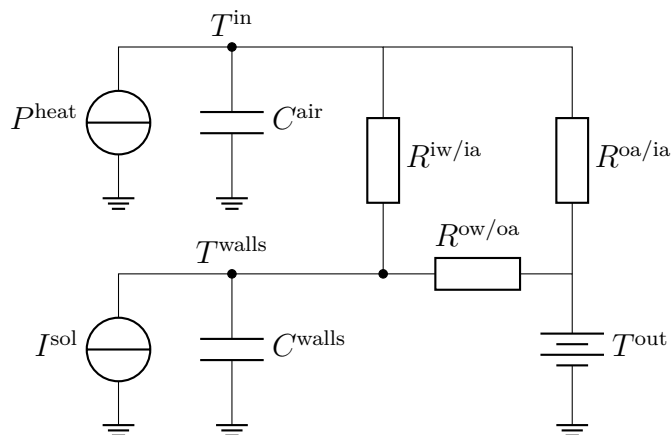 T^in
P^heat
C^air
R^iw/ia
R^oa/ia
R^ow/oa
T^walls
I^sol
C^walls
T^out